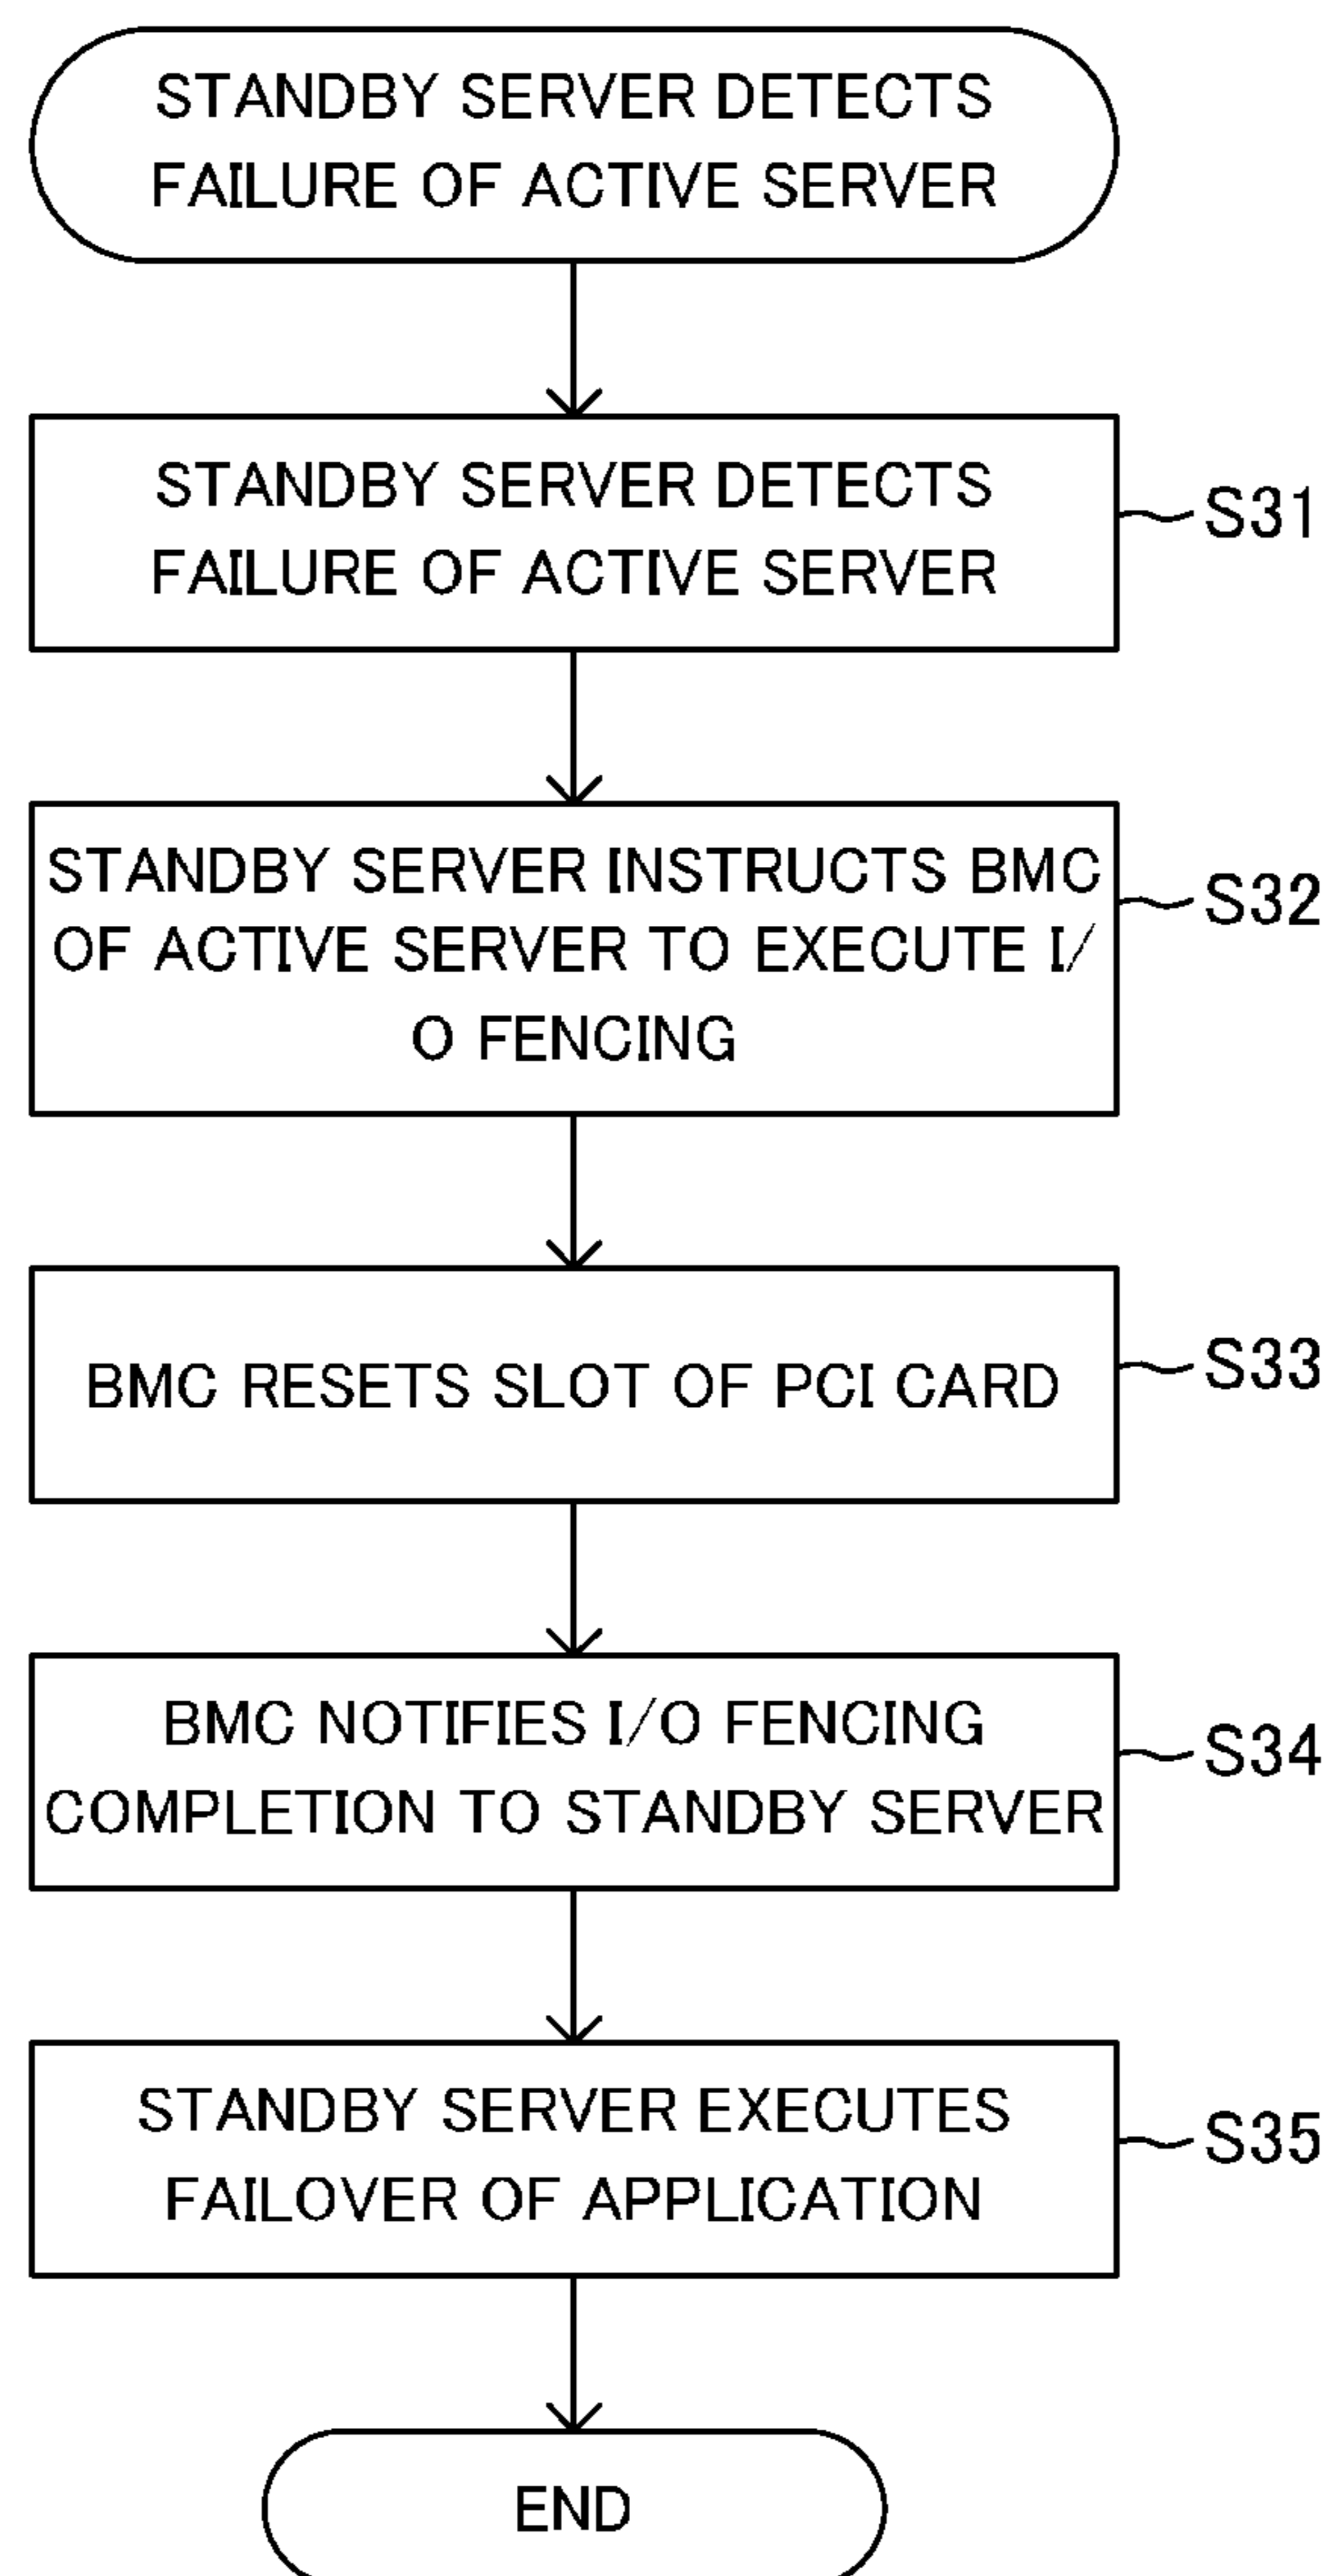 STANDBY SERVER DETECTS
FAILURE OF ACTIVE SERVER
STANDBY SERVER DETECTS
FAILURE OF ACTIVE SERVER
S31
STANDBY SERVER INSTRUCTS BMC
OF ACTIVE SERVER TO EXECUTE I/
O FENCING
S32
BMC RESETS SLOT OF PCI CARD
S33
BMC NOTIFIES I/O FENCING
COMPLETION TO STANDBY SERVER
S34
STANDBY SERVER EXECUTES
FAILOVER OF APPLICATION
S35
END